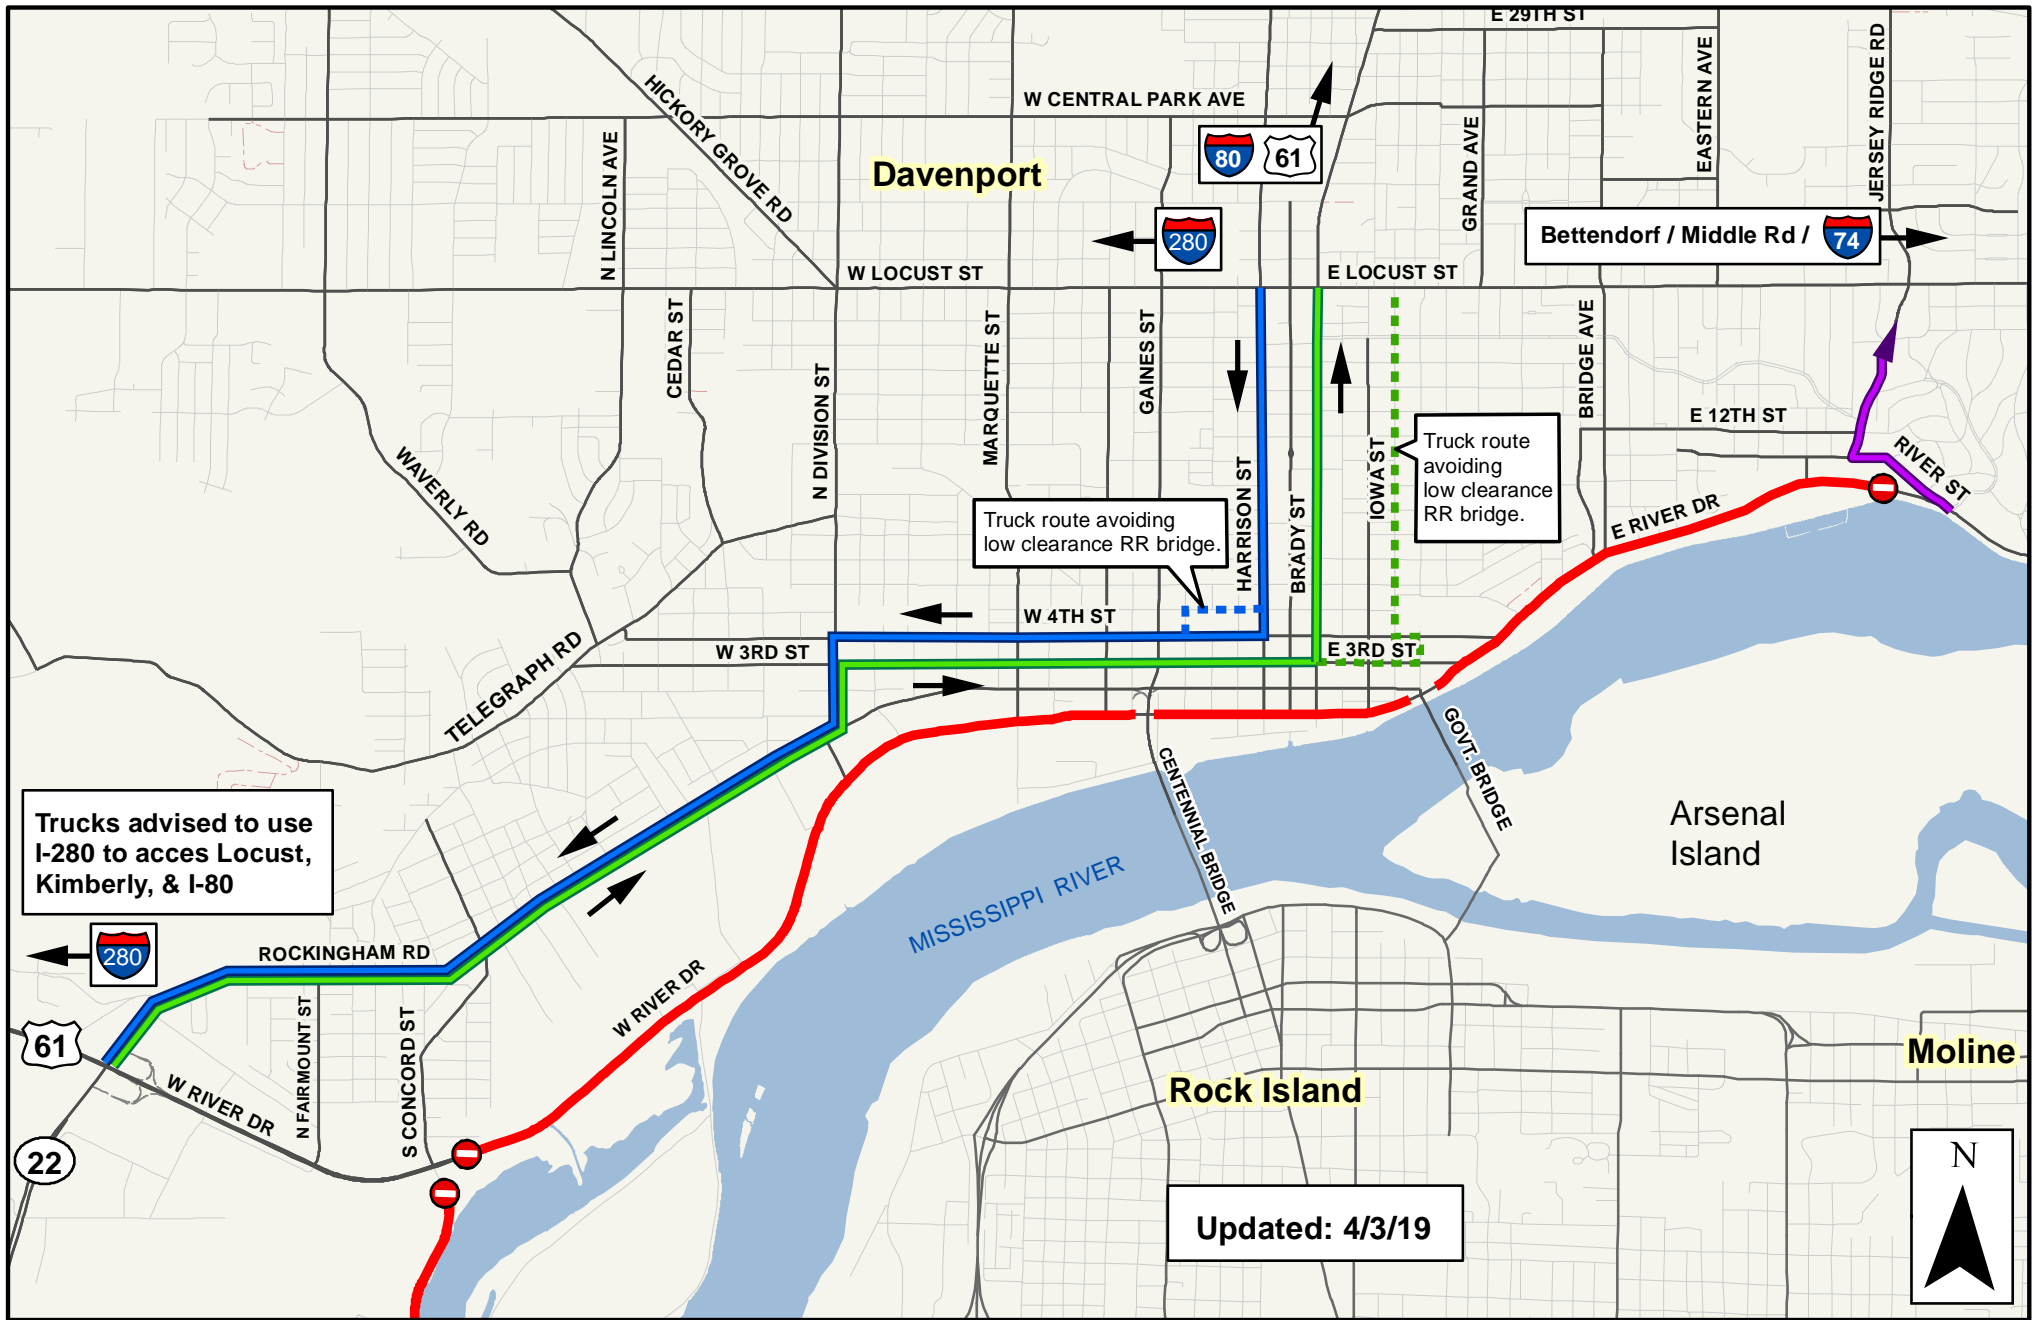 E 29TH ST
W CENTRAL PARK AVE
HICKORY GROVE RD
N LINCOLN AVE
Davenport
80
61
GRAND AVE
EASTERN AVE
JERSEY RIDGE RD
280
Bettendorf / Middle Rd /
74
W LOCUST ST
E LOCUST ST
CEDAR ST
N DIVISION ST
MARQUETTE ST
GAINES ST
HARRISON ST
BRADY ST
IOWA ST
BRIDGE AVE
E 12TH ST
RIVER ST
WAVERLY RD
Truck route
avoiding
low clearance
RR bridge.
Truck route avoiding
low clearance RR bridge.
E RIVER DR
W 4TH ST
W 3RD ST
E 3RD ST
TELEGRAPH RD
GOVT. BRIDGE
CENTENNIAL BRIDGE
MISSISSIPPI RIVER
Arsenal
Island
Trucks advised to use
I-280 to acces Locust,
Kimberly, & I-80
280
ROCKINGHAM RD
W RIVER DR
61
N FAIRMOUNT ST
S CONCORD ST
W RIVER DR
22
Rock Island
Moline
Updated: 4/3/19
N